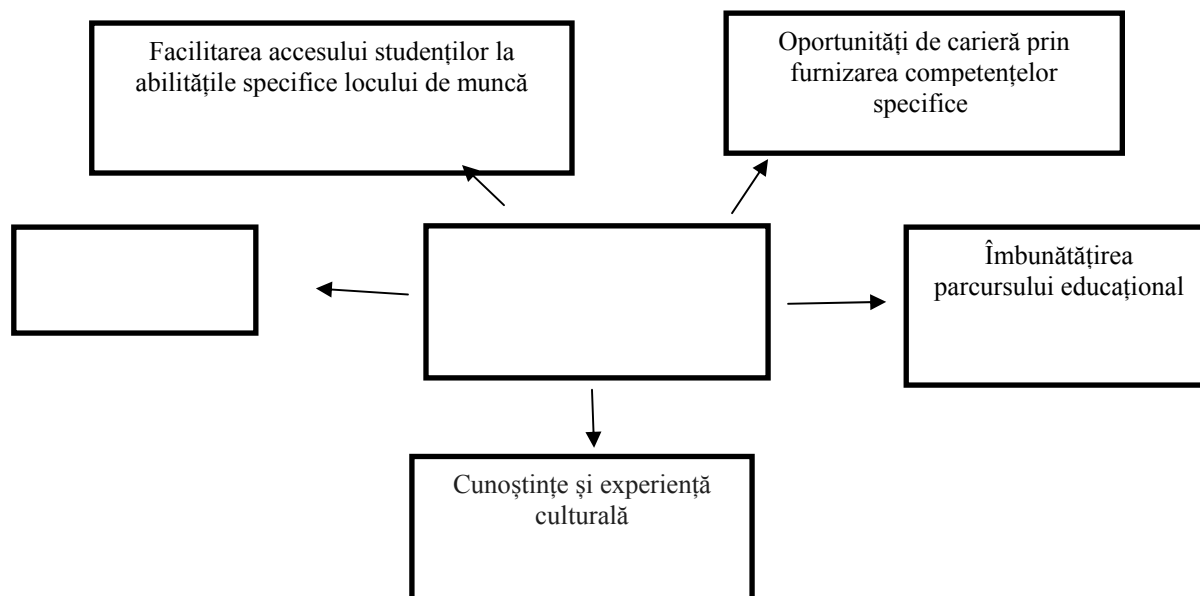 Facilitarea accesului studenților la
abilitățile specifice locului de muncă
Oportunități de carieră prin
furnizarea competențelor
specifice
Îmbunătățirea
parcursului educațional
Cunoștințe și experiență
culturală